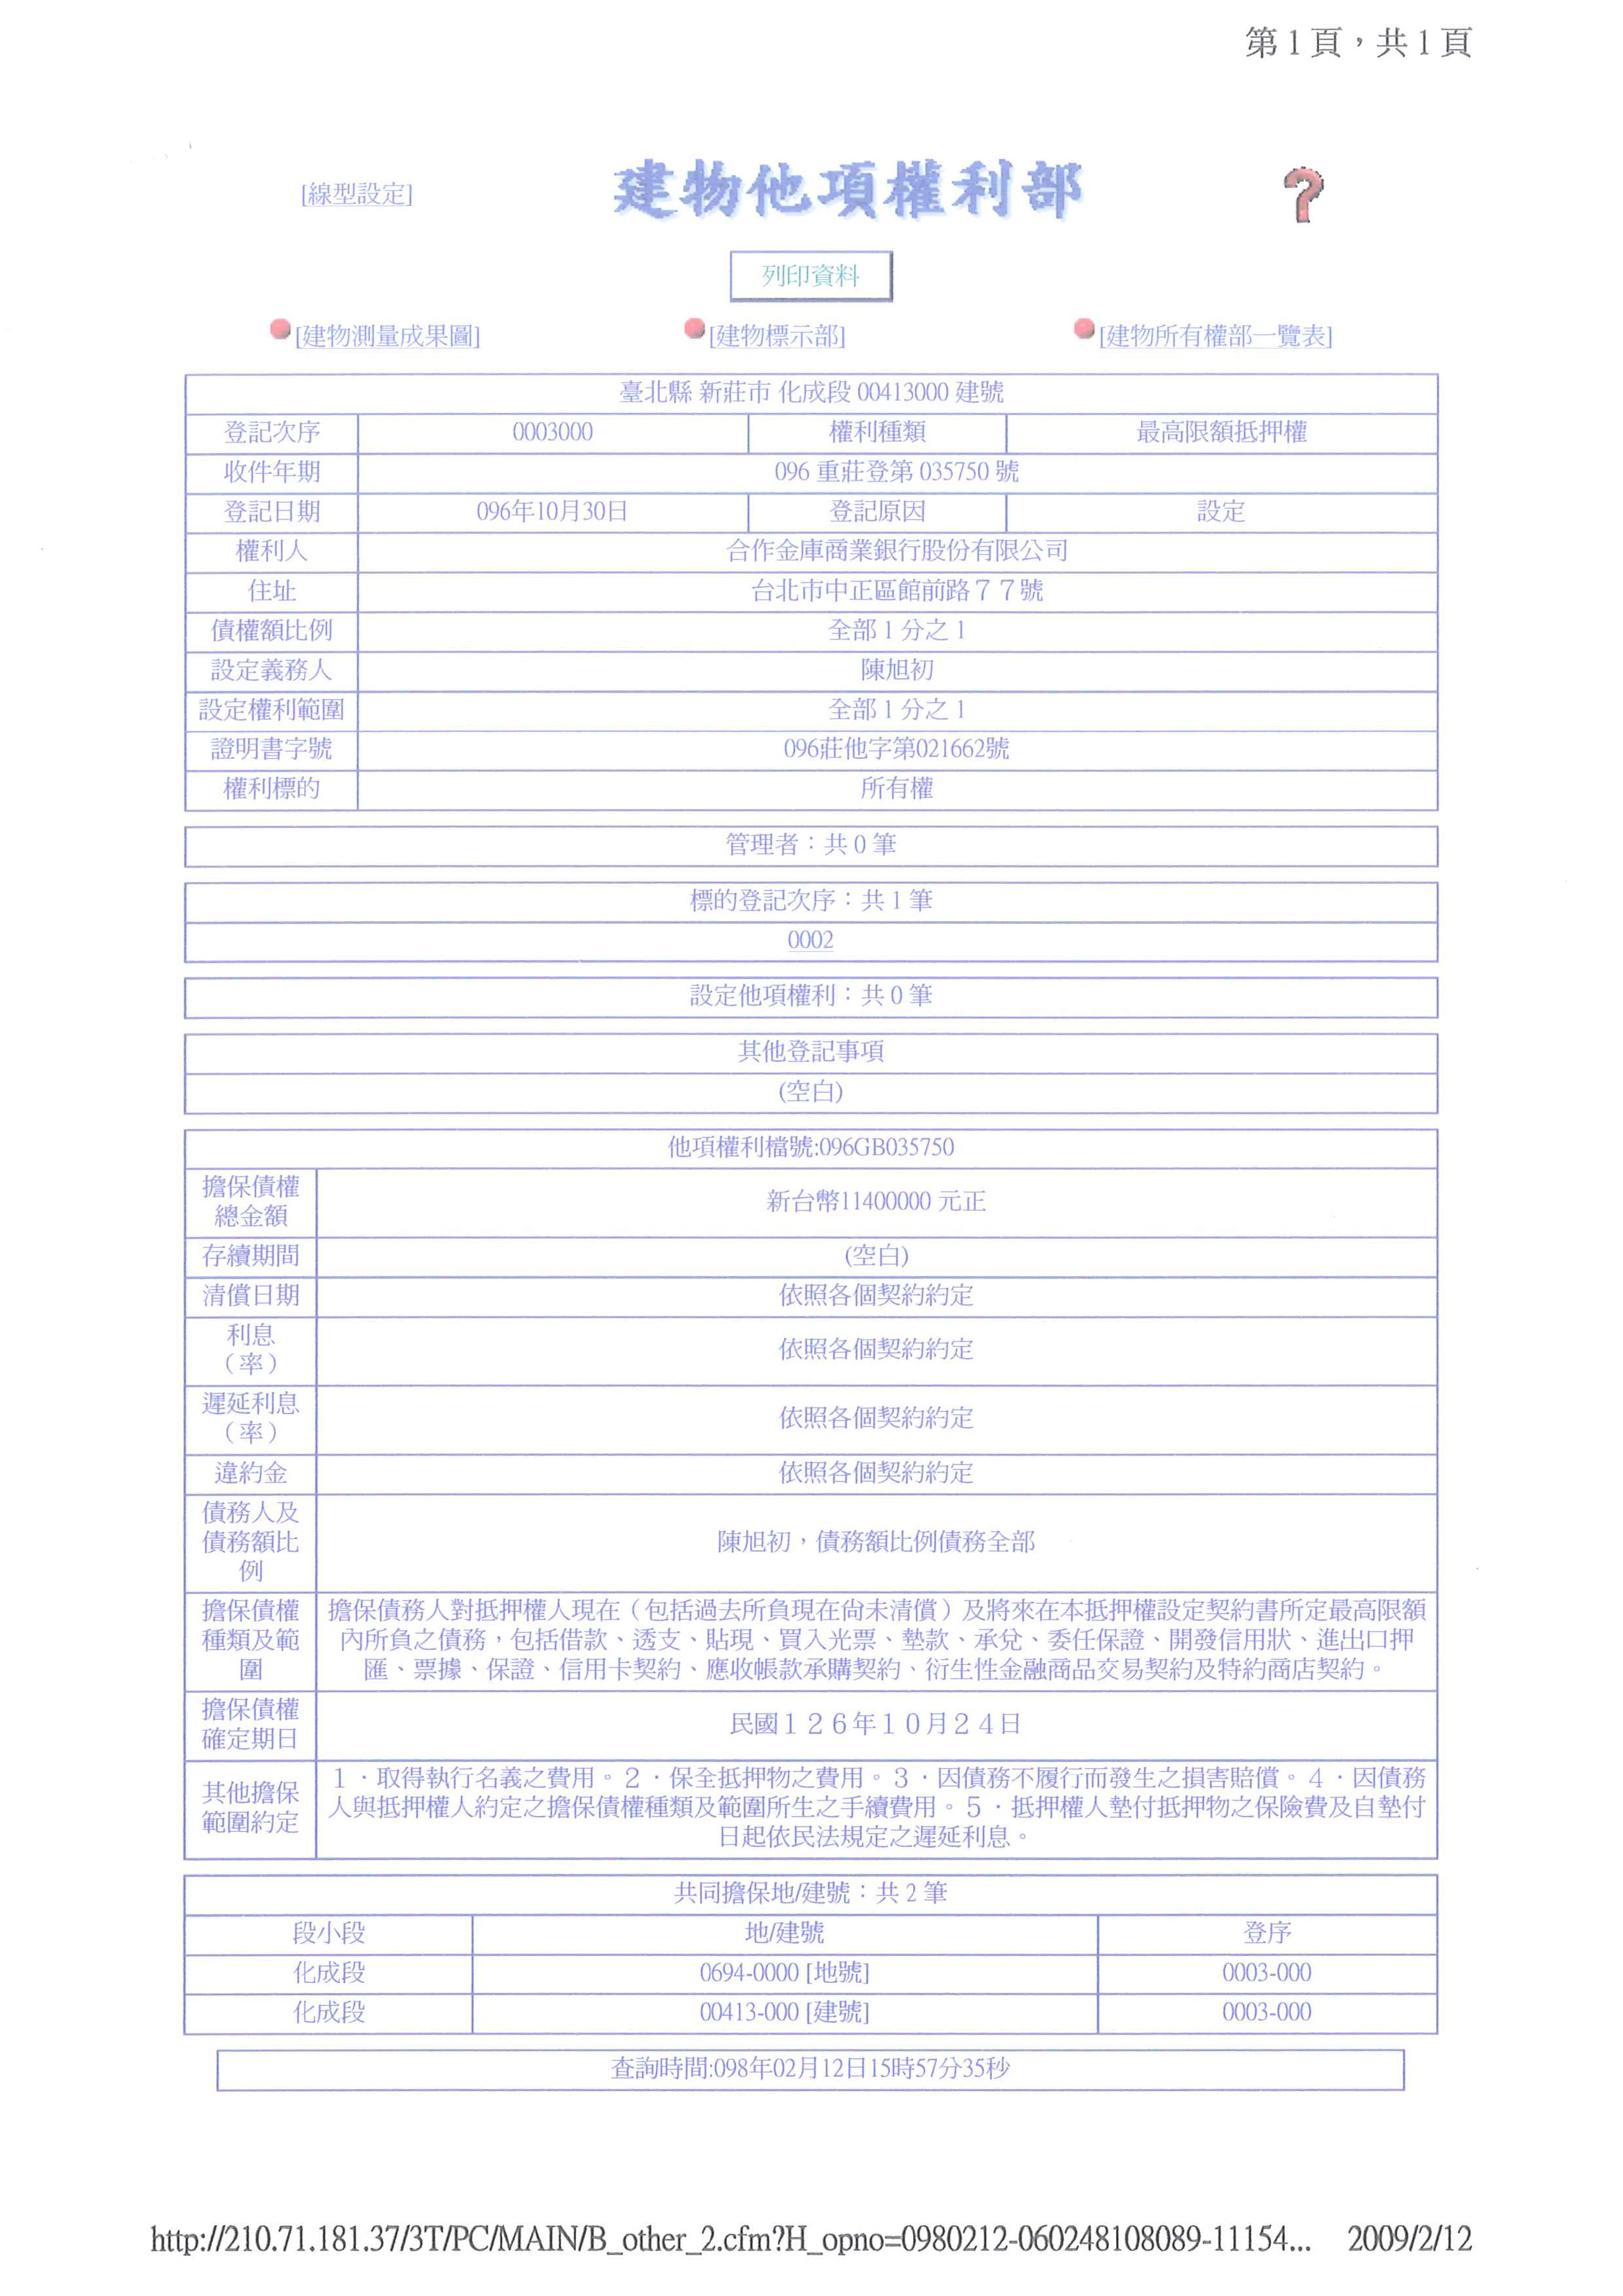 第1頁，共1頁
[線型設定]
建物他項權利部
列印資料
[建物測量成果圖] [建物標示部] [建物所有權部一覽表]
臺北縣 新莊市 化成段 00413000 建號
登記次序 0003000 權利種類 最高限額抵押權
收件年期 096 重莊登第 035750 號
登記日期 096年10月30日 登記原因 設定
權利人 合作金庫商業銀行股份有限公司
住址 台北市中正區館前路７７號
債權額比例 全部 1 分之 1
設定義務人 陳旭初
設定權利範圍 全部 1 分之 1
證明書字號 096莊他字第021662號
權利標的 所有權
管理者：共 0 筆
標的登記次序：共 1 筆
0002
設定他項權利：共 0 筆
其他登記事項
(空白)
他項權利檔號:096GB035750
擔保債權
總金額
新台幣11400000 元正
存續期間 (空白)
清償日期 依照各個契約約定
利息
（率）
依照各個契約約定
遲延利息
（率）
依照各個契約約定
違約金 依照各個契約約定
債務人及
債務額比
例
陳旭初，債務額比例債務全部
擔保債權
種類及範
圍
擔保債務人對抵押權人現在（包括過去所負現在尚未清償）及將來在本抵押權設定契約書所定最高限額
內所負之債務，包括借款、透支、貼現、買入光票、墊款、承兌、委任保證、開發信用狀、進出口押
匯、票據、保證、信用卡契約、應收帳款承購契約、衍生性金融商品交易契約及特約商店契約。
擔保債權
確定期日
民國１２６年１０月２４日
其他擔保
範圍約定
１．取得執行名義之費用。２．保全抵押物之費用。３．因債務不履行而發生之損害賠償。４．因債務
人與抵押權人約定之擔保債權種類及範圍所生之手續費用。５．抵押權人墊付抵押物之保險費及自墊付
日起依民法規定之遲延利息。
共同擔保地/建號：共 2 筆
段小段 地/建號 登序
化成段 0694-0000 [地號] 0003-000
化成段 00413-000 [建號] 0003-000
查詢時間:098年02月12日15時57分35秒
http://210.71.181.37/3T/PC/MAIN/B_other_2.cfm?H_opno=0980212-060248108089-11154... 2009/2/12